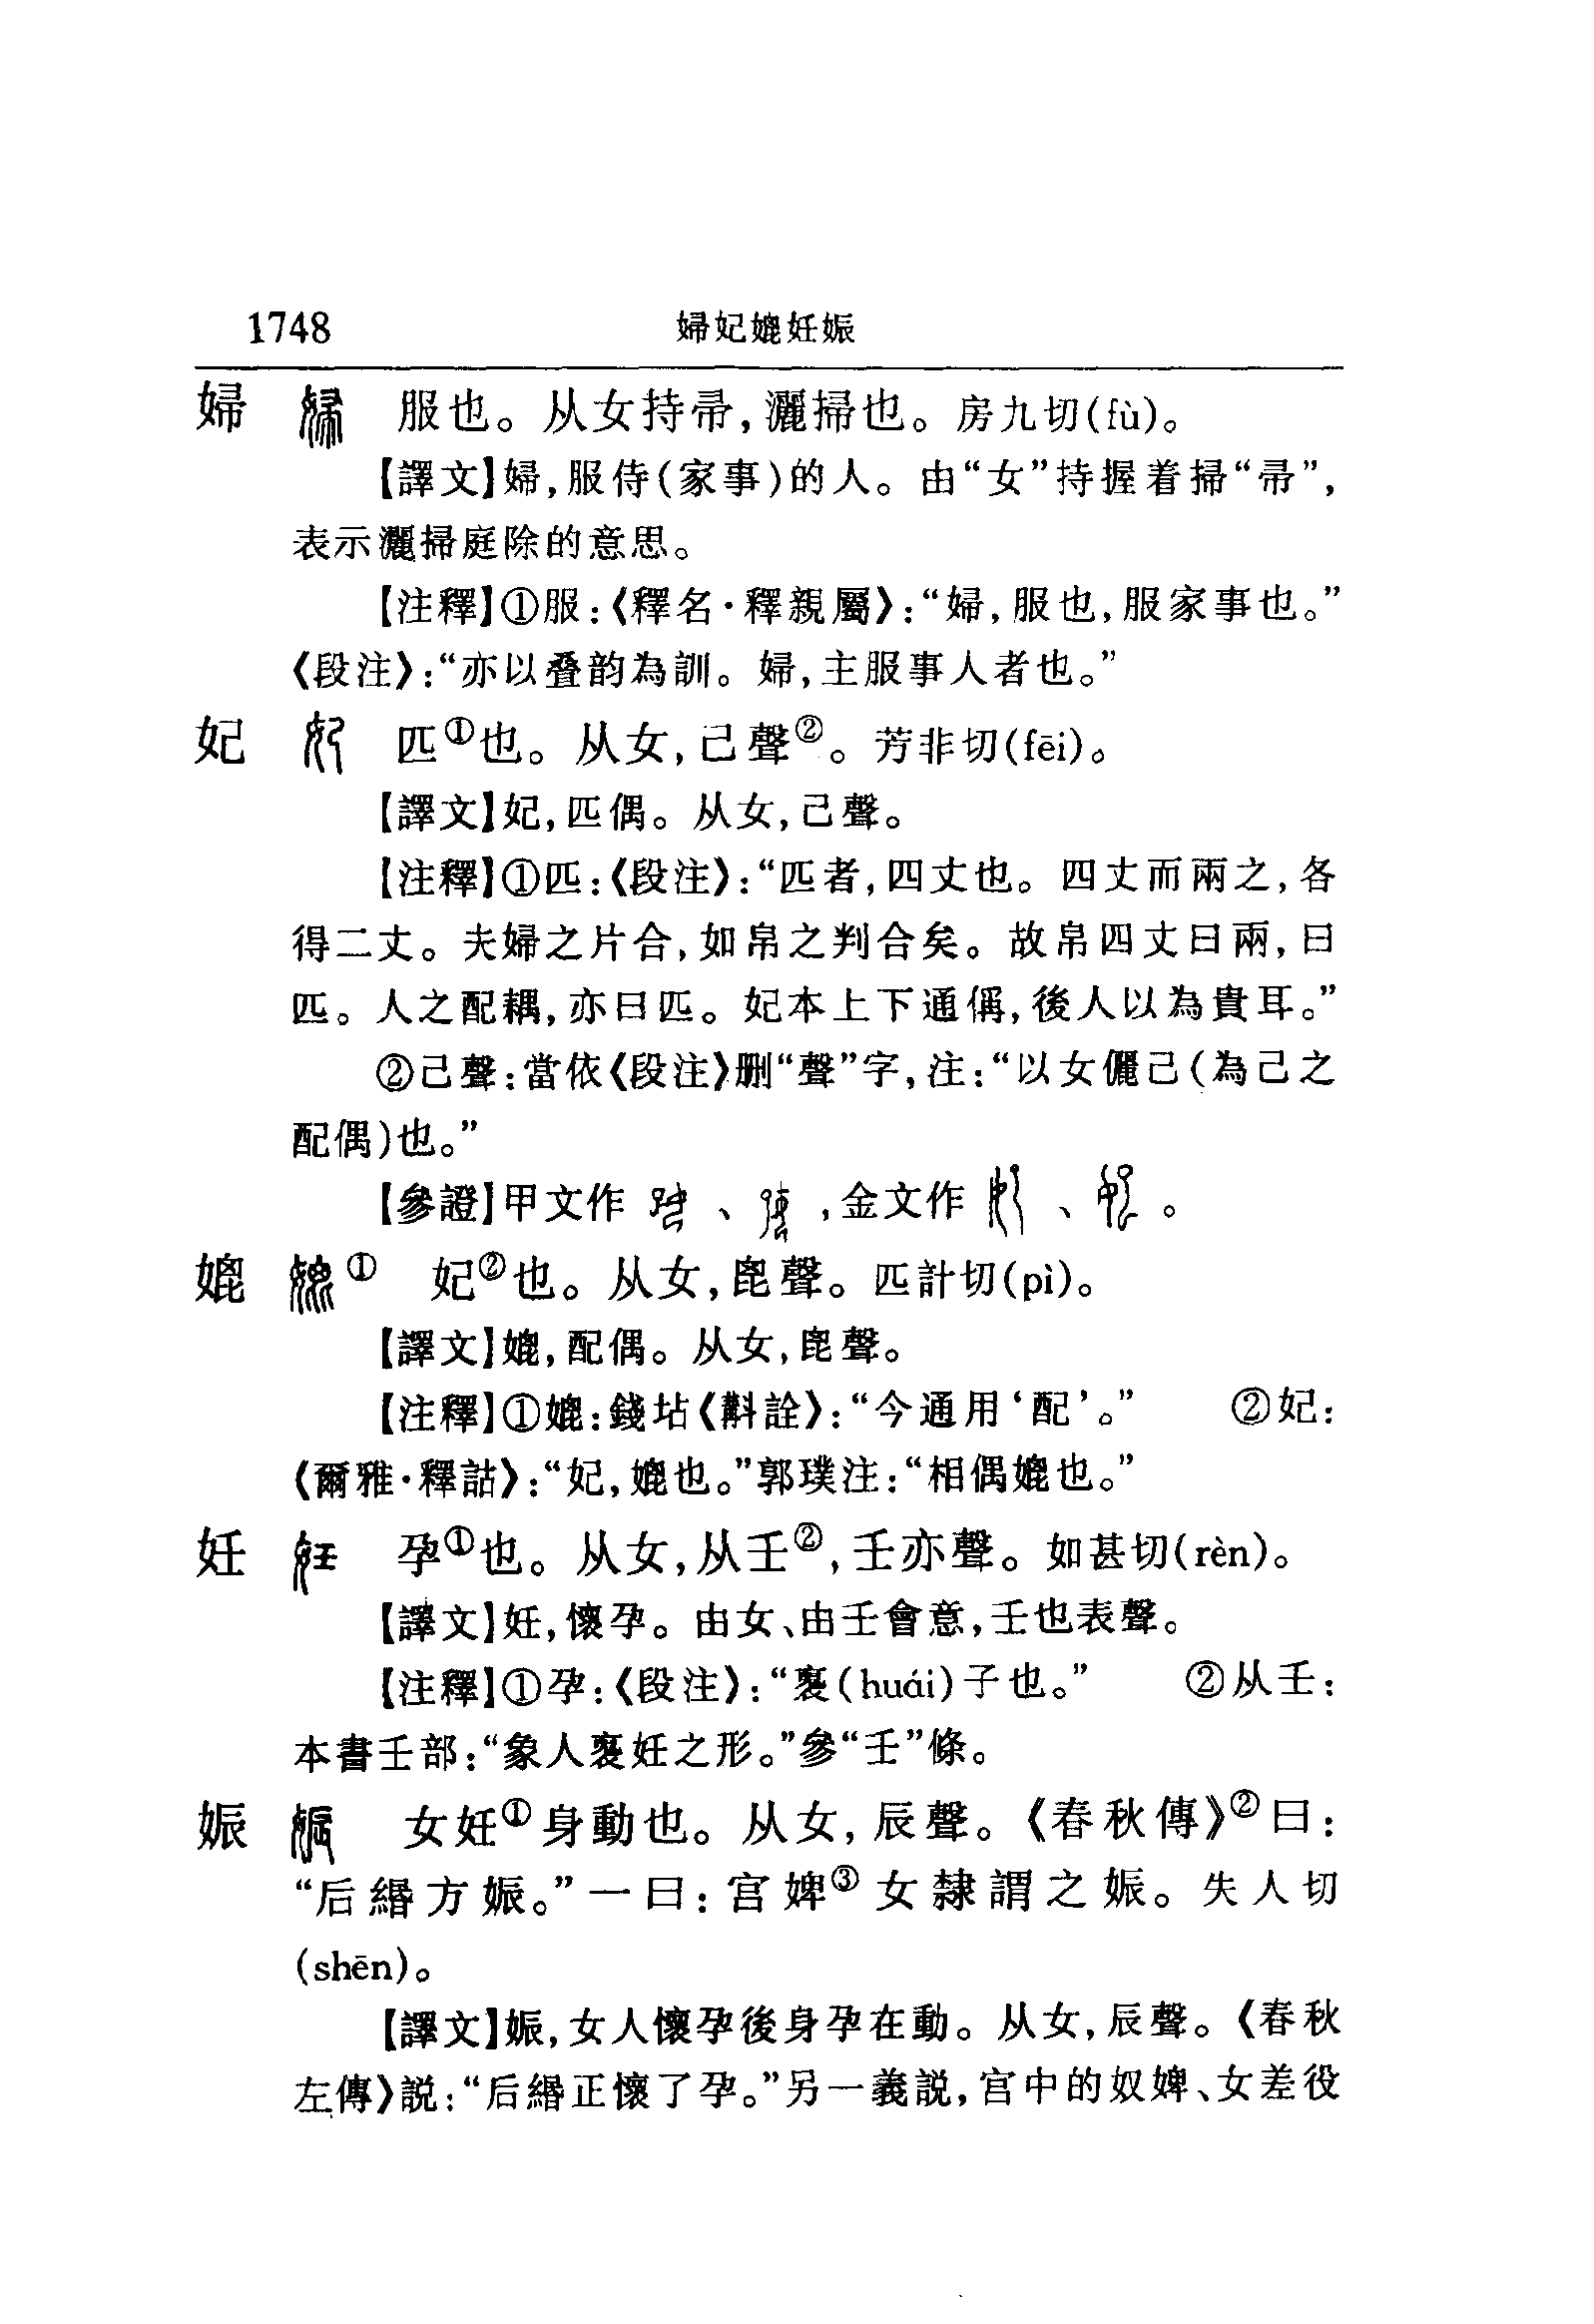 1748 婦妃媲妊娠
婦 服也。从女持帚,灑掃也。房九切(fù)。
【譯文】婦,服侍(家事)的人。由“女”持握着掃“帚”,
表示灑掃庭除的意思。
【注釋】①服:《釋名·釋親屬》:“婦,服也,服家事也。”
《段注》:“亦以叠韵為訓。婦,主服事人者也。”
妃 匹①也。从女,己聲②。芳非切(fēi)。
【譯文】妃,匹偶。从女,己聲。
【注釋】①匹:《段注》:“匹者,四丈也。四丈而兩之,各
得二丈。夫婦之片合,如帛之判合矣。故帛四丈曰兩,曰
匹。人之配耦,亦曰匹。妃本上下通偁,後人以為貴耳。”
②己聲:當依《段注》删“聲”字,注:“以女儷己(為己之
配偶)也。”
【參證】甲文作 、 ,金文作 、 。
媲 ① 妃②也。从女,毘聲。匹計切(pì)。
【譯文】媲,配偶。从女,毘聲。
【注釋】①媲:錢坫《斠詮》:“今通用‘配’。” ②妃:
《爾雅·釋詁》:“妃,媲也。”郭璞注:“相偶媲也。”
妊 孕①也。从女,从壬②,壬亦聲。如甚切(rèn)。
【譯文】妊,懷孕。由女、由壬會意,壬也表聲。
【注釋】①孕:《段注》:“褱(huái)子也。” ②从壬:
本書壬部:“象人褱妊之形。”參“壬”條。
娠 女妊①身動也。从女,辰聲。《春秋傳》②曰:
“后緡方娠。”一曰:宫婢③女隸謂之娠。失人切
(shēn)。
【譯文】娠,女人懷孕後身孕在動。从女,辰聲。《春秋
左傳》説:“后緡正懷了孕。”另一義説,宫中的奴婢、女差役